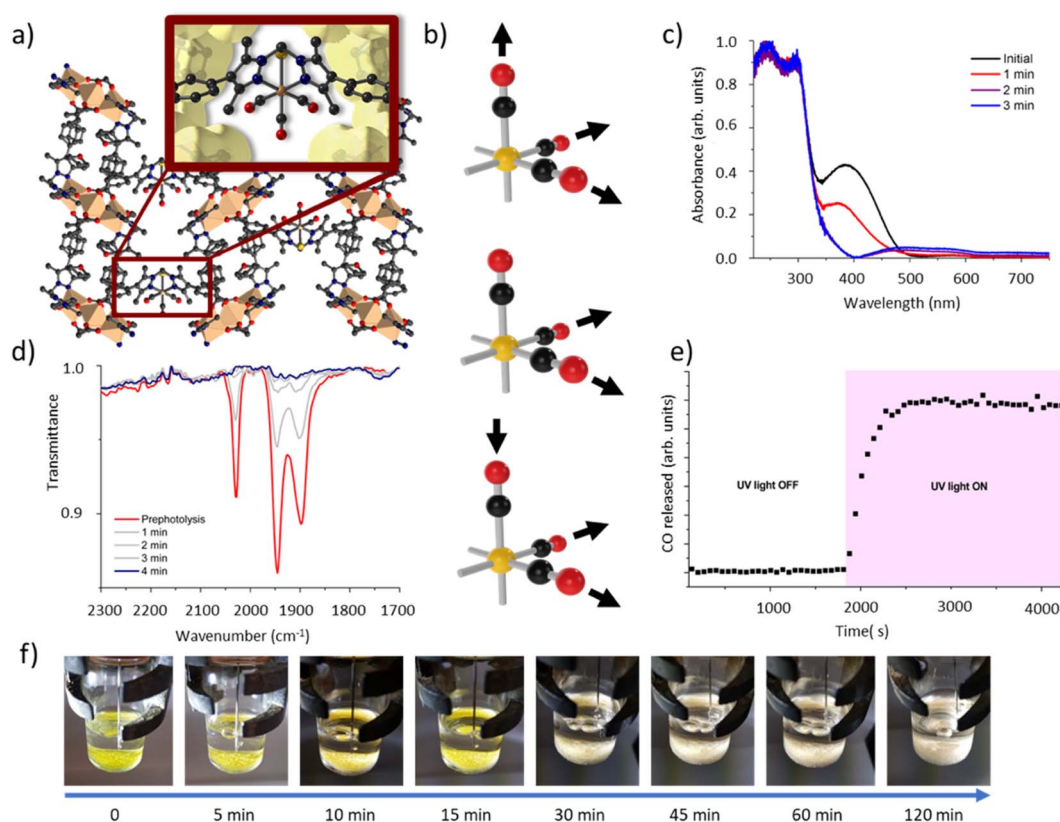 a)
b)
c)
Absorbance (arb. units)
1.0
0.8
0.6
0.4
0.2
0.0
200
300
400
500
600
700
Wavelength (nm)
Initial
1 min
2 min
3 min
d)
Transmittance
1.0
0.9
2300
2200
2100
2000
1900
1800
1700
Wavenumber (cm⁻¹)
Prephotolysis
1 min
2 min
3 min
4 min
e)
CO released (arb. units)
UV light OFF
UV light ON
1000
2000
3000
4000
Time( s)
f)
0
5 min
10 min
15 min
30 min
45 min
60 min
120 min